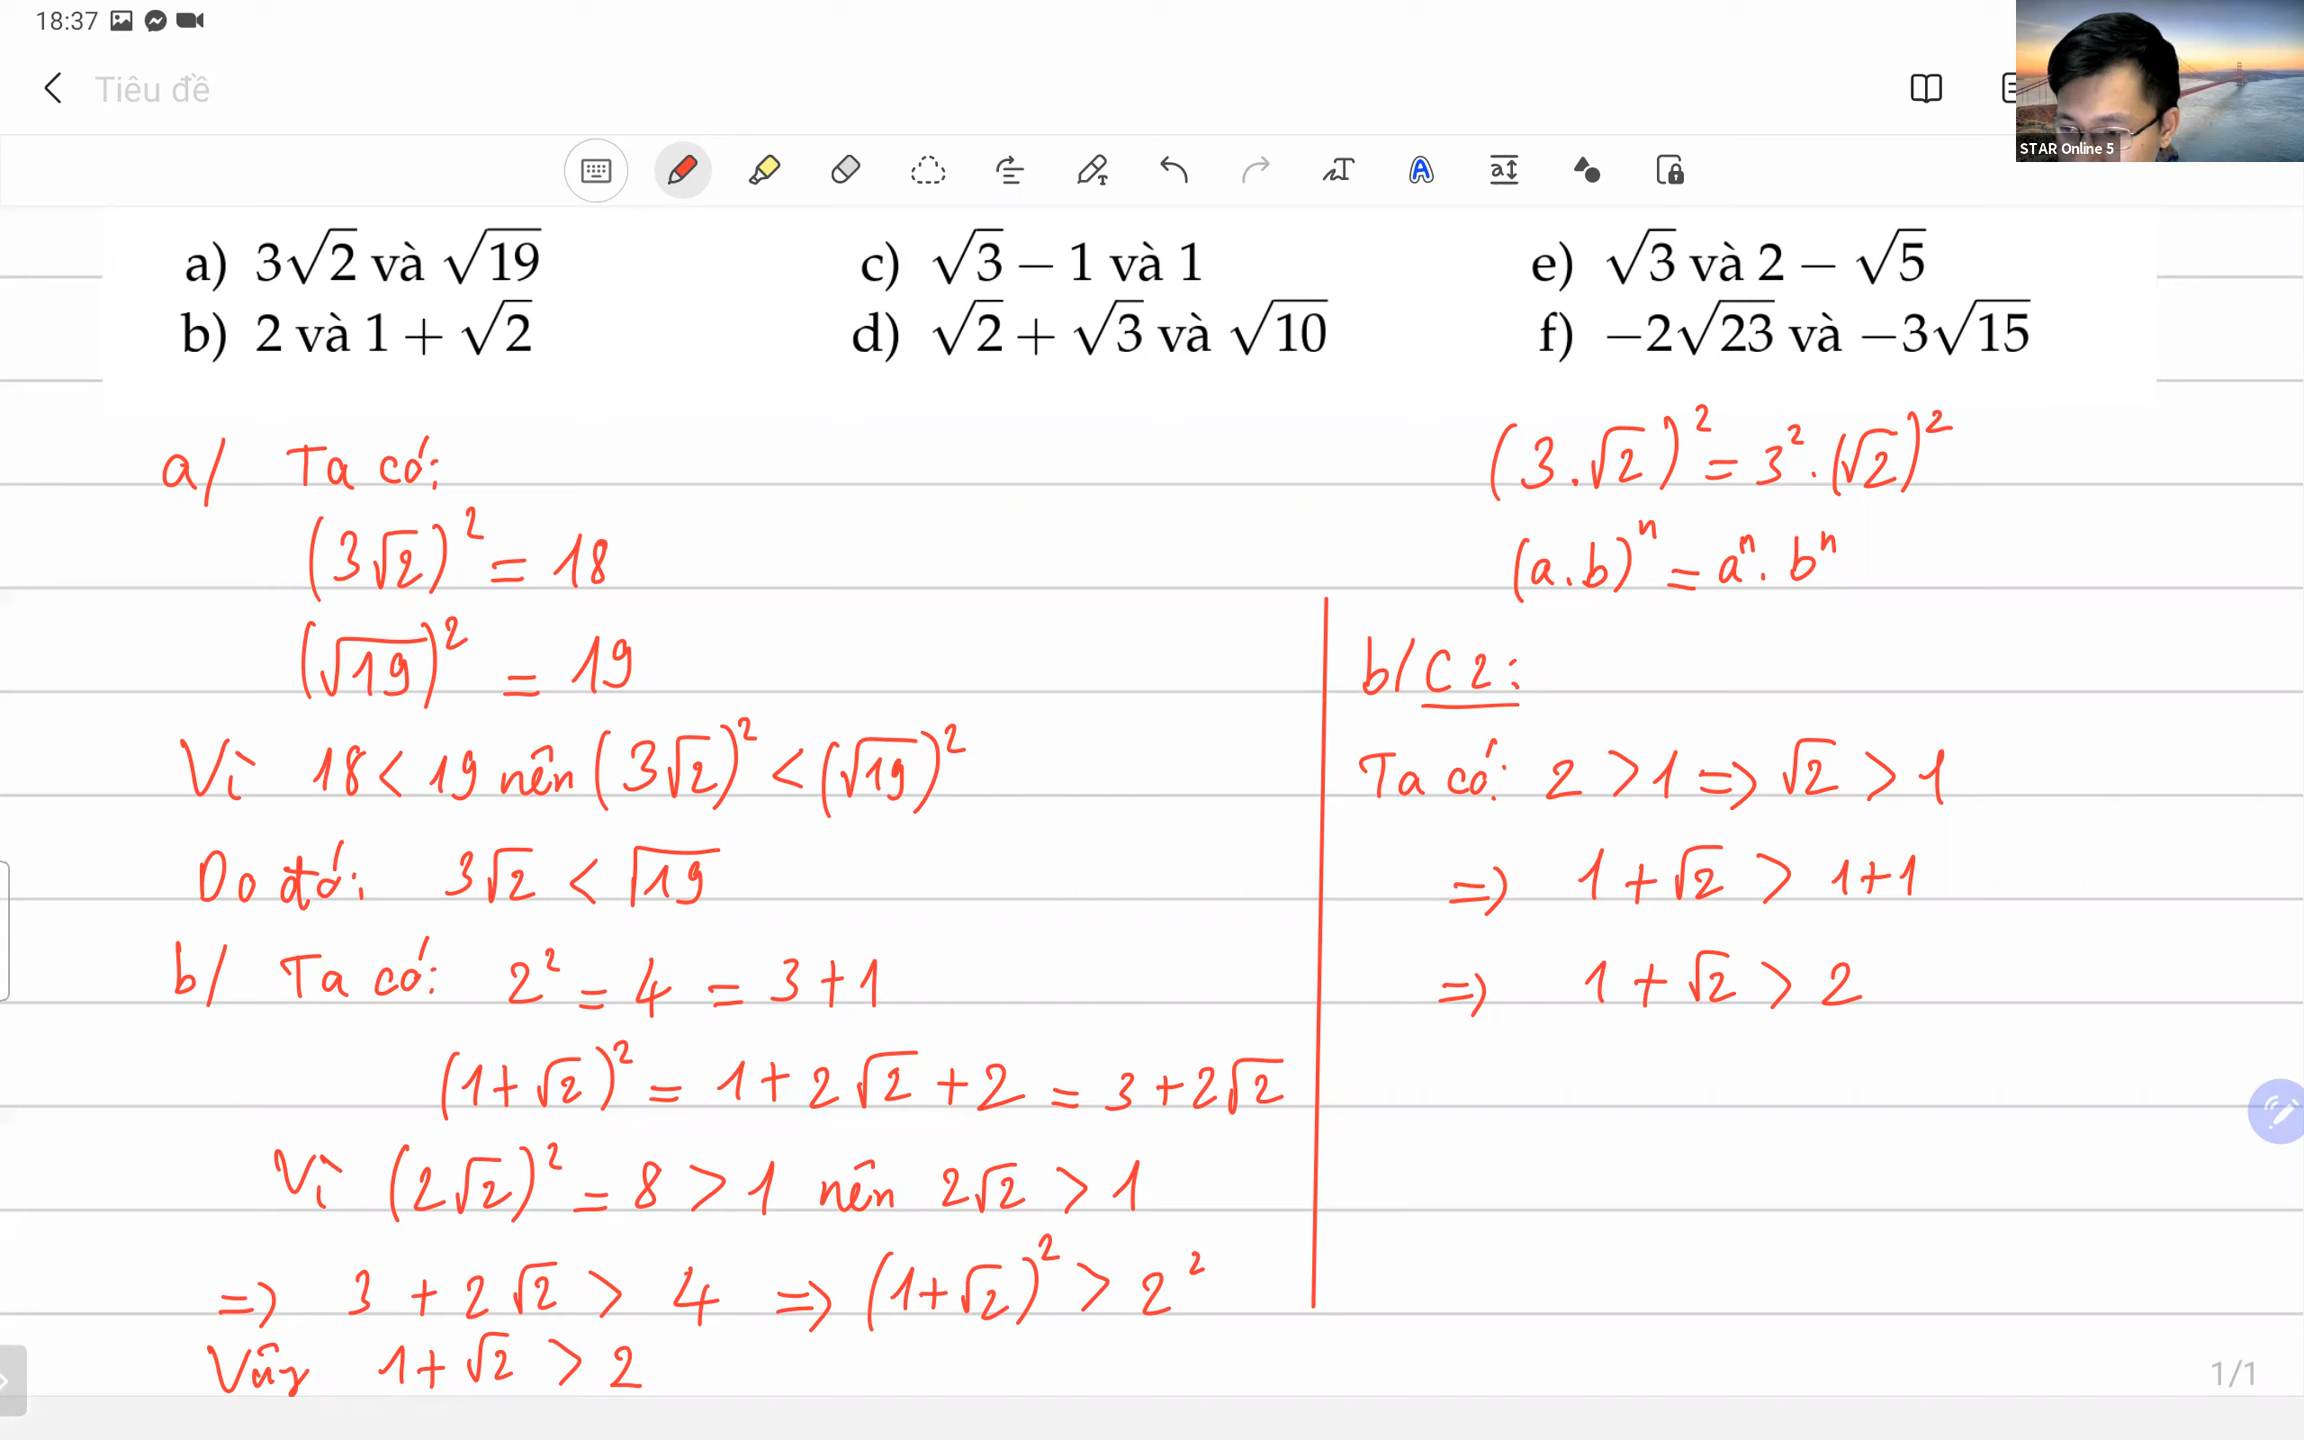 18:37
Tiêu đề
STAR Online 5
a) 3√2 và √19
c) √3 − 1 và 1
e) √3 và 2 − √5
b) 2 và 1 + √2
d) √2 + √3 và √10
f) −2√23 và −3√15
a/ Ta có:
(3√2)² = 18
(√19)² = 19
Vì 18 < 19 nên (3√2)² < (√19)²
Do đó: 3√2 < √19
b/ Ta có: 2² = 4 = 3 + 1
(1+√2)² = 1 + 2√2 + 2 = 3 + 2√2
Vì (2√2)² = 8 > 1 nên 2√2 > 1
=> 3 + 2√2 > 4 => (1+√2)² > 2²
Vậy 1 + √2 > 2
(3.√2)² = 3².(√2)²
(a.b)ⁿ = aⁿ.bⁿ
b/ C2:
Ta có: 2 > 1 => √2 > 1
=> 1 + √2 > 1+1
=> 1 + √2 > 2
1/1